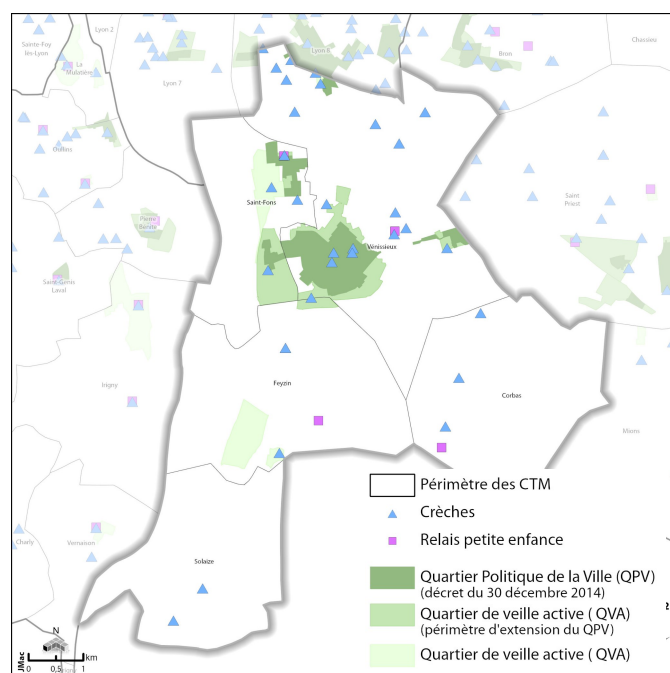 Sainte-Foy
lès-Lyon
Lyon 2
La
Mulatière
Lyon 7
Lyon 8
Bron
Chassieu
Oullins
Saint-Fons
Saint
Priest
Pierre
Bénite
Vénissieux
Saint-Genis
Laval
Irigny
Feyzin
Corbas
Mions
Charly
Vernaison
Solaize
Périmètre des CTM
Crèches
Relais petite enfance
Quartier Politique de la Ville (QPV)
(décret du 30 décembre 2014)
Quartier de veille active ( QVA)
(périmètre d'extension du QPV)
Quartier de veille active ( QVA)
N
JMac
km
0 0,5 1